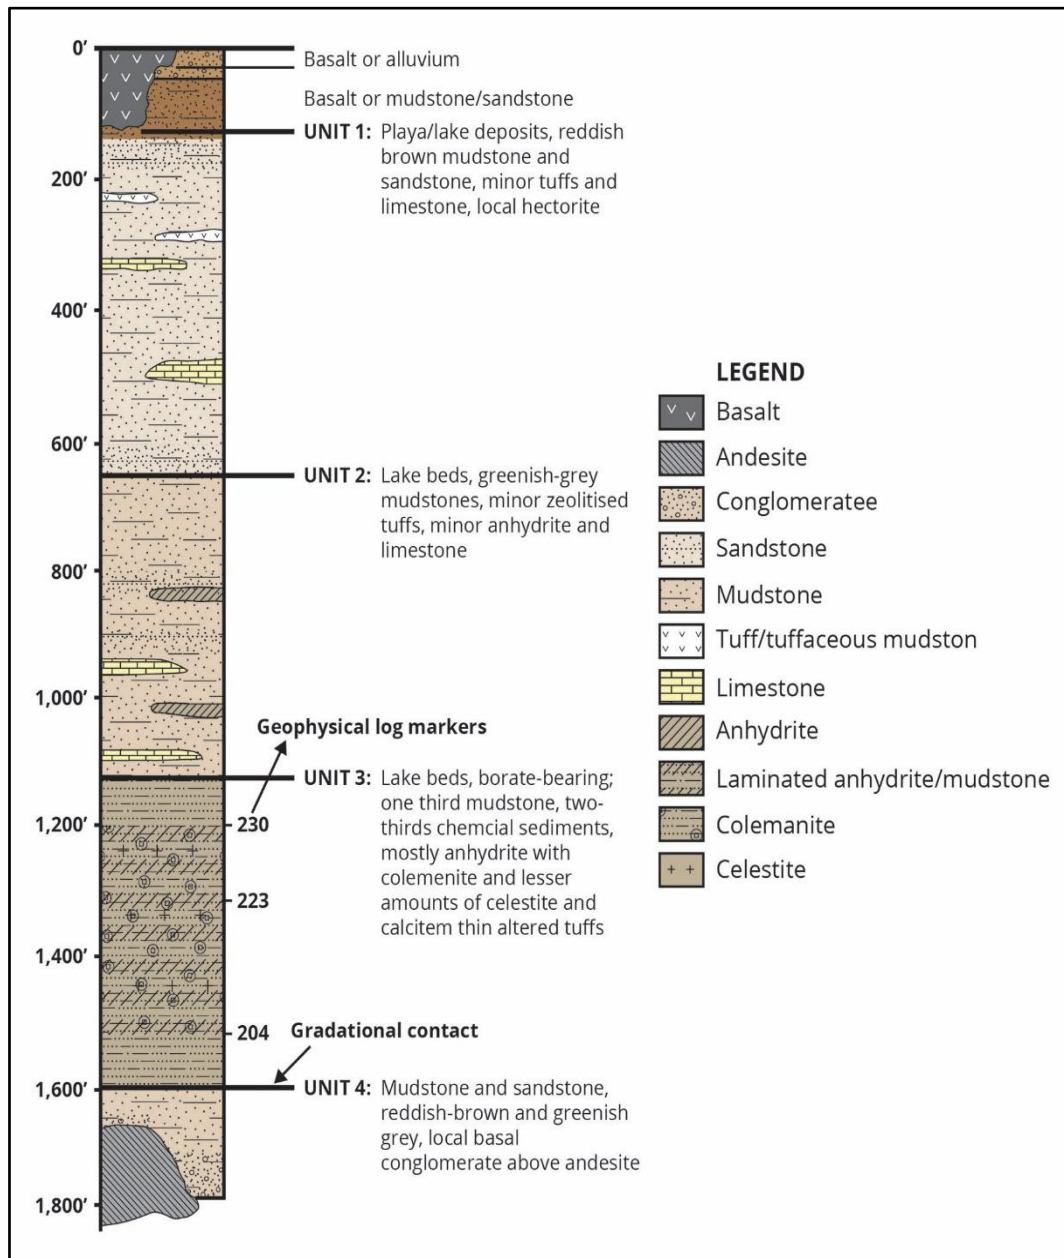 0’
Basalt or alluvium
Basalt or mudstone/sandstone
UNIT 1: Playa/lake deposits, reddish
brown mudstone and
sandstone, minor tuffs and
limestone, local hectorite
200’
400’
600’
UNIT 2: Lake beds, greenish-grey
mudstones, minor zeolitised
tuffs, minor anhydrite and
limestone
800’
1,000’
Geophysical log markers
UNIT 3: Lake beds, borate-bearing;
one third mudstone, two-
thirds chemcial sediments,
mostly anhydrite with
colemenite and lesser
amounts of celestite and
calcitem thin altered tuffs
1,200’
230
223
1,400’
204
Gradational contact
1,600’
UNIT 4: Mudstone and sandstone,
reddish-brown and greenish
grey, local basal
conglomerate above andesite
1,800’
LEGEND
Basalt
Andesite
Conglomeratee
Sandstone
Mudstone
Tuff/tuffaceous mudston
Limestone
Anhydrite
Laminated anhydrite/mudstone
Colemanite
Celestite